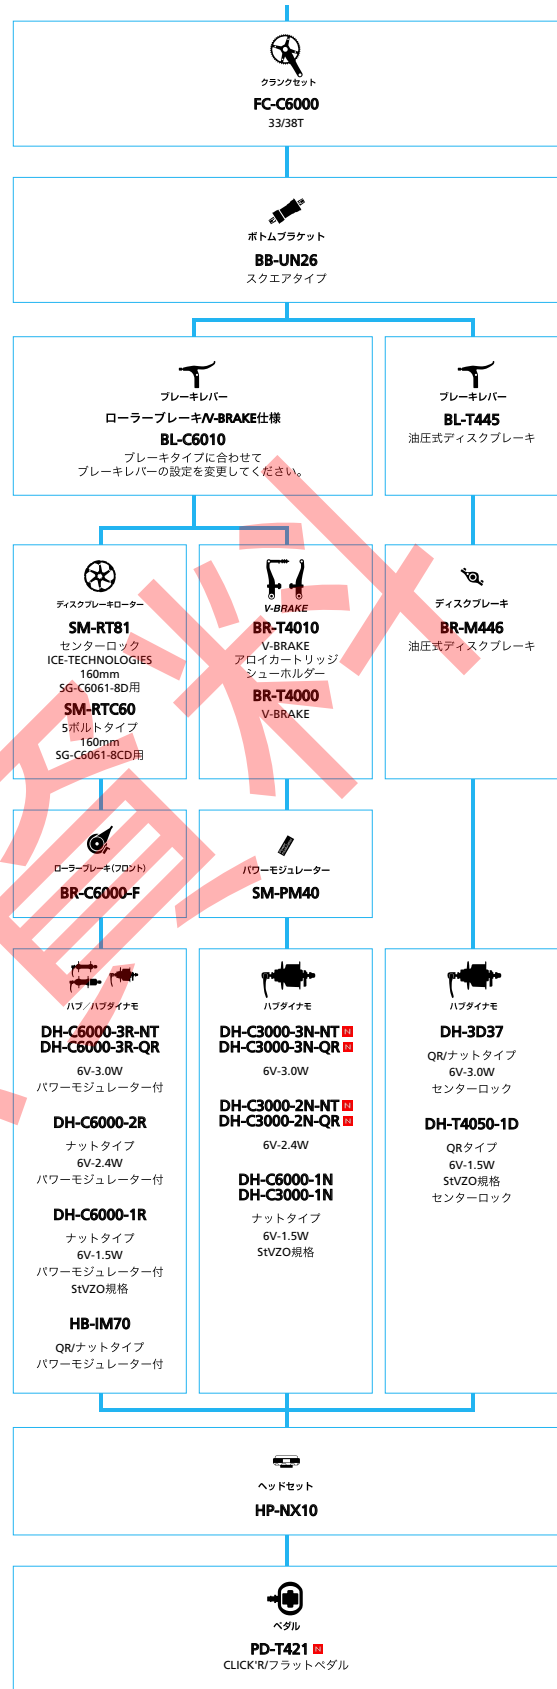 クランクセット
FC-C6000
33/38T
ボトムブラケット
BB-UN26
スクエアタイプ
ブレーキレバー
ローラーブレーキ/V-BRAKE仕様
BL-C6010
ブレーキタイプに合わせて
ブレーキレバーの設定を変更してください。
ブレーキレバー
BL-T445
油圧式ディスクブレーキ
ディスクブレーキローター
SM-RT81
センターロック
ICE-TECHNOLOGIES
160mm
SG-C6061-8D用
SM-RTC60
5ボルトタイプ
160mm
SG-C6061-8CD用
V-BRAKE
BR-T4010
V-BRAKE
アロイカートリッジ
シューホルダー
BR-T4000
V-BRAKE
ディスクブレーキ
BR-M446
油圧式ディスクブレーキ
ローラーブレーキ(フロント)
BR-C6000-F
パワーモジュレーター
SM-PM40
ハブ／ハブダイナモ
DH-C6000-3R-NT
DH-C6000-3R-QR
6V-3.0W
パワーモジュレーター付
DH-C6000-2R
ナットタイプ
6V-2.4W
パワーモジュレーター付
DH-C6000-1R
ナットタイプ
6V-1.5W
パワーモジュレーター付
StVZO規格
HB-IM70
QR/ナットタイプ
パワーモジュレーター付
ハブダイナモ
DH-C3000-3N-NT N
DH-C3000-3N-QR N
6V-3.0W
DH-C3000-2N-NT N
DH-C3000-2N-QR N
6V-2.4W
DH-C6000-1N
DH-C3000-1N
ナットタイプ
6V-1.5W
StVZO規格
ハブダイナモ
DH-3D37
QR/ナットタイプ
6V-3.0W
センターロック
DH-T4050-1D
QRタイプ
6V-1.5W
StVZO規格
センターロック
ヘッドセット
HP-NX10
ペダル
PD-T421 N
CLICK'R/フラットペダル
資料